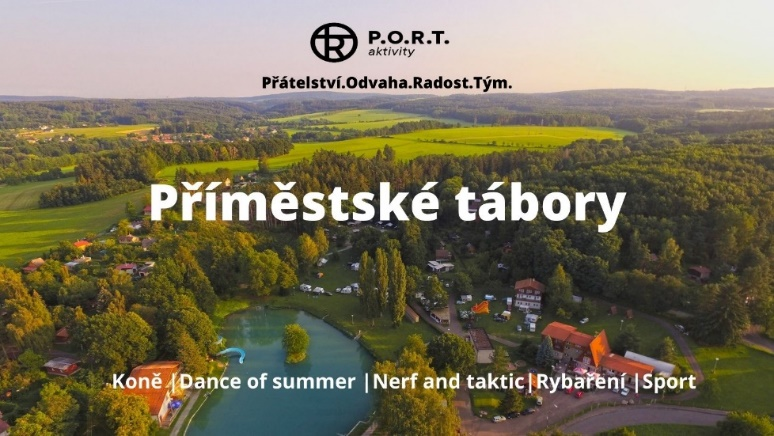 P.O.R.T.
aktivity
Přátelství.Odvaha.Radost.Tým.
Příměstské tábory
Koně |Dance of summer |Nerf and taktic|Rybaření |Sport